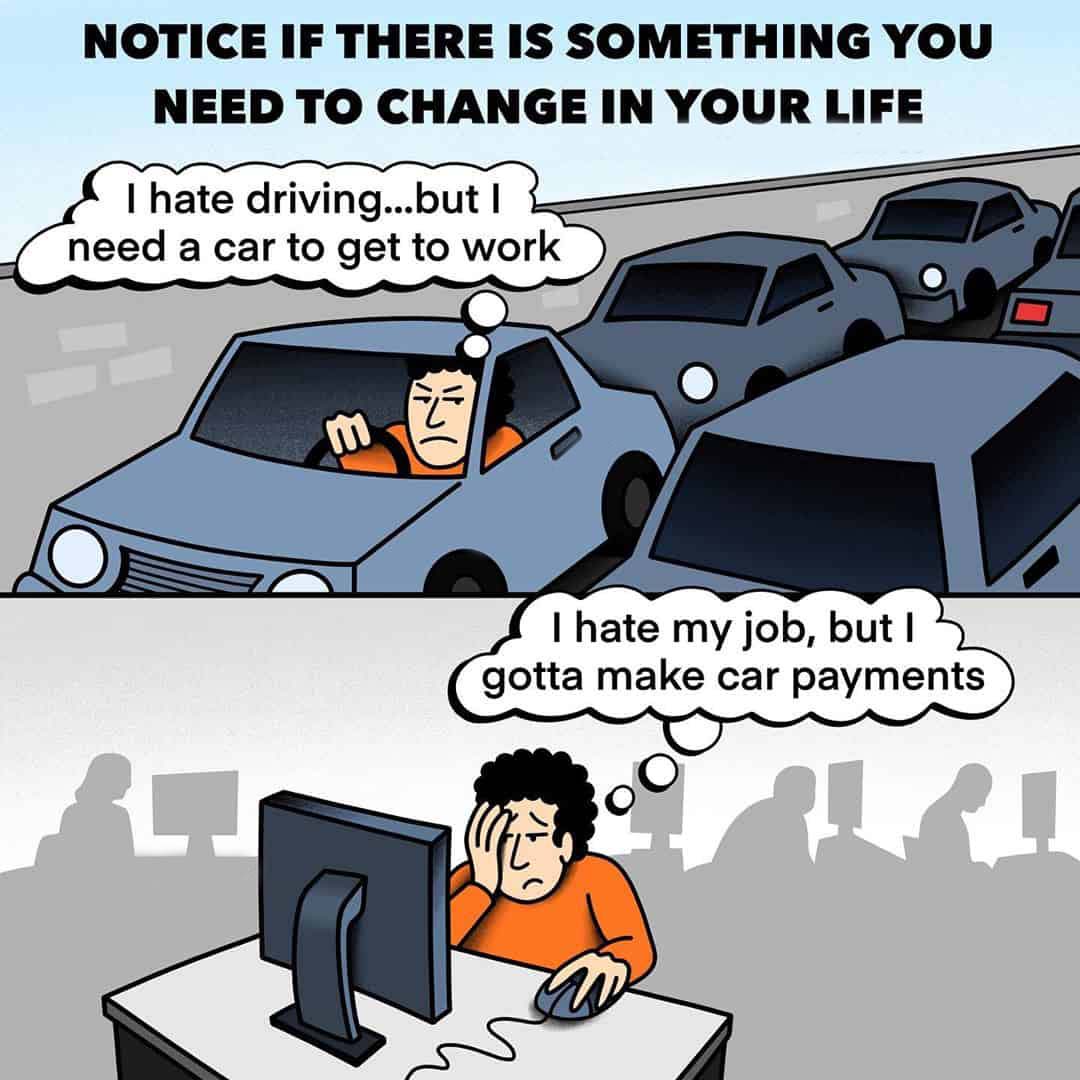 NOTICE IF THERE IS SOMETHING YOU
NEED TO CHANGE IN YOUR LIFE
I hate driving...but I
need a car to get to work
I hate my job, but I
gotta make car payments